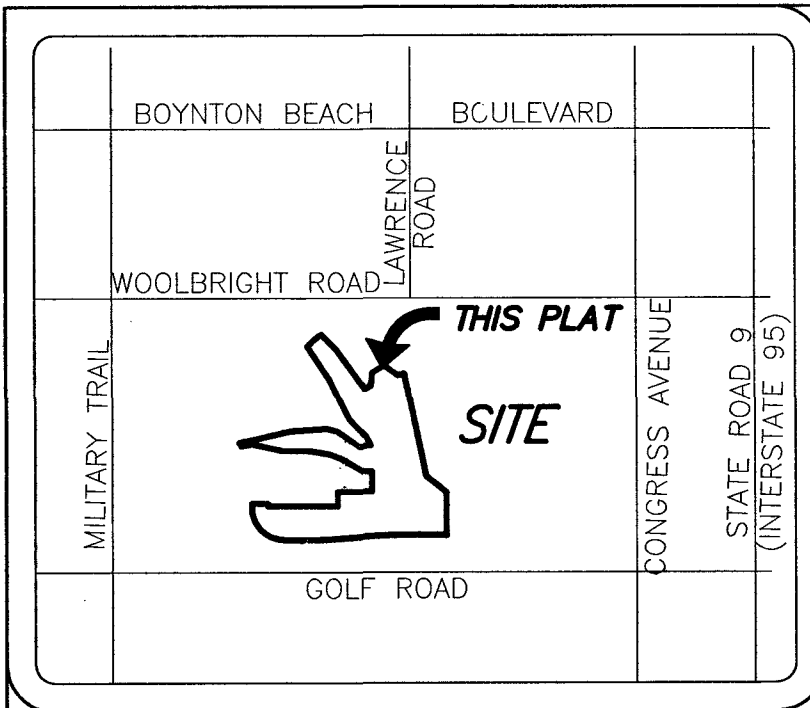 BOYNTON BEACH BOULEVARD
LAWRENCE
ROAD
WOOLBRIGHT ROAD
THIS PLAT
SITE
MILITARY TRAIL
CONGRESS AVENUE
STATE ROAD 9
(INTERSTATE 95)
GOLF ROAD